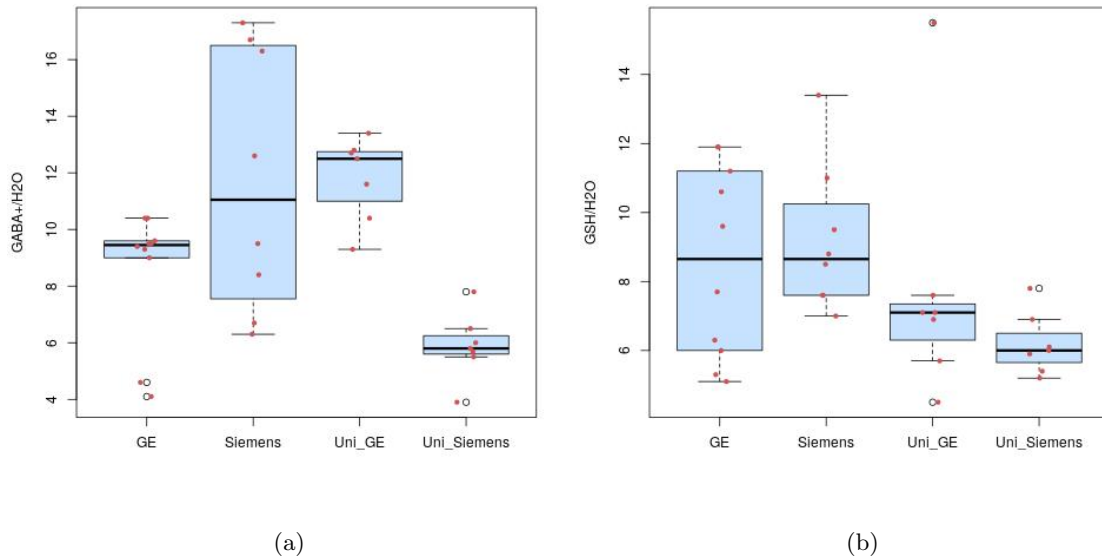 GABA+/H2O
16
14
12
10
8
6
4
GE Siemens Uni_GE Uni_Siemens
(a)
GSH/H2O
14
12
10
8
6
GE Siemens Uni_GE Uni_Siemens
(b)